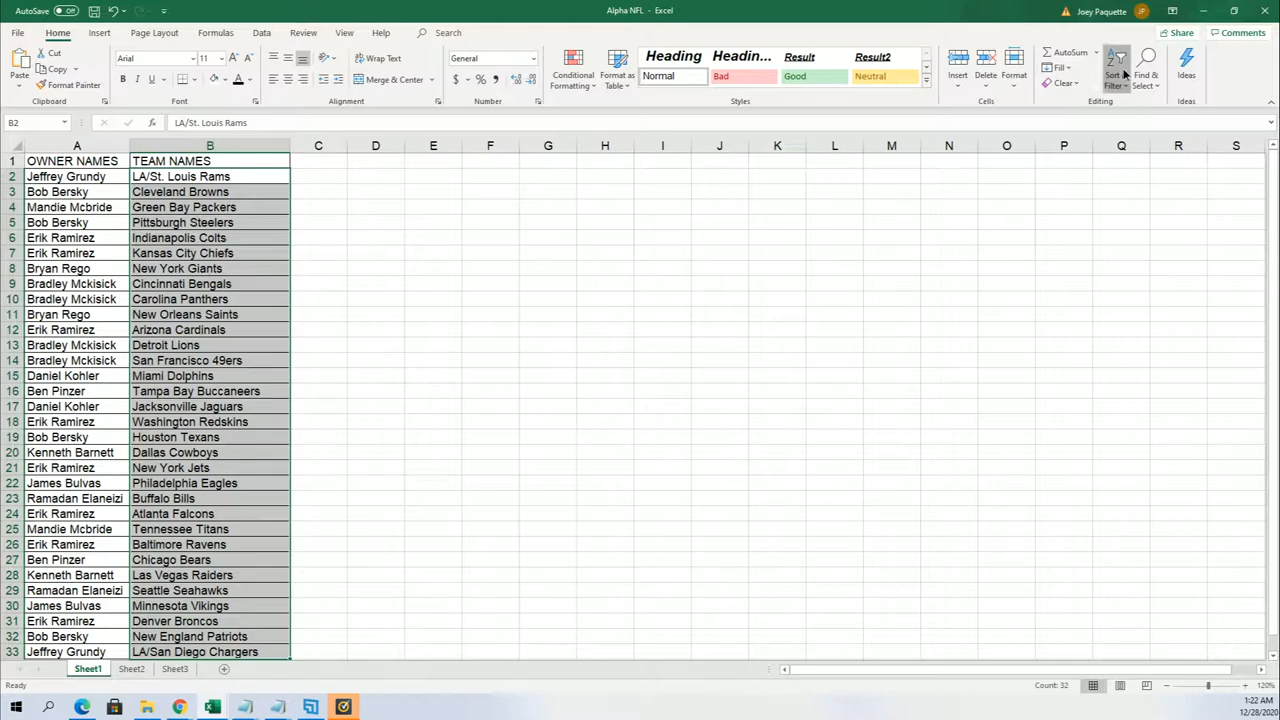 AutoSave Off
Alpha NFL - Excel
Joey Paquette JP
File Home Insert Page Layout Formulas Data Review View Help Search
Share Comments
Paste
Cut
Copy
Format Painter
Clipboard
Arial 11
B I U
Font
Wrap Text
Merge & Center
Alignment
General
$ % 9
Number
Conditional Formatting
Format as Table
Heading Headin... Result Result2
Normal Bad Good Neutral
Styles
Insert Delete Format
Cells
AutoSum
Fill
Clear
Sort & Filter
Find & Select
Editing
Ideas
Ideas
B2 fx LA/St. Louis Rams
A B C D E F G H I J K L M N O P Q R S
1 OWNER NAMES TEAM NAMES
2 Jeffrey Grundy LA/St. Louis Rams
3 Bob Bersky Cleveland Browns
4 Mandie Mcbride Green Bay Packers
5 Bob Bersky Pittsburgh Steelers
6 Erik Ramirez Indianapolis Colts
7 Erik Ramirez Kansas City Chiefs
8 Bryan Rego New York Giants
9 Bradley Mckisick Cincinnati Bengals
10 Bradley Mckisick Carolina Panthers
11 Bryan Rego New Orleans Saints
12 Erik Ramirez Arizona Cardinals
13 Bradley Mckisick Detroit Lions
14 Bradley Mckisick San Francisco 49ers
15 Daniel Kohler Miami Dolphins
16 Ben Pinzer Tampa Bay Buccaneers
17 Daniel Kohler Jacksonville Jaguars
18 Erik Ramirez Washington Redskins
19 Bob Bersky Houston Texans
20 Kenneth Barnett Dallas Cowboys
21 Erik Ramirez New York Jets
22 James Bulvas Philadelphia Eagles
23 Ramadan Elaneizi Buffalo Bills
24 Erik Ramirez Atlanta Falcons
25 Mandie Mcbride Tennessee Titans
26 Erik Ramirez Baltimore Ravens
27 Ben Pinzer Chicago Bears
28 Kenneth Barnett Las Vegas Raiders
29 Ramadan Elaneizi Seattle Seahawks
30 James Bulvas Minnesota Vikings
31 Erik Ramirez Denver Broncos
32 Bob Bersky New England Patriots
33 Jeffrey Grundy LA/San Diego Chargers
Sheet1 Sheet2 Sheet3
Ready Count: 32 120%
1:22 AM
12/28/2020